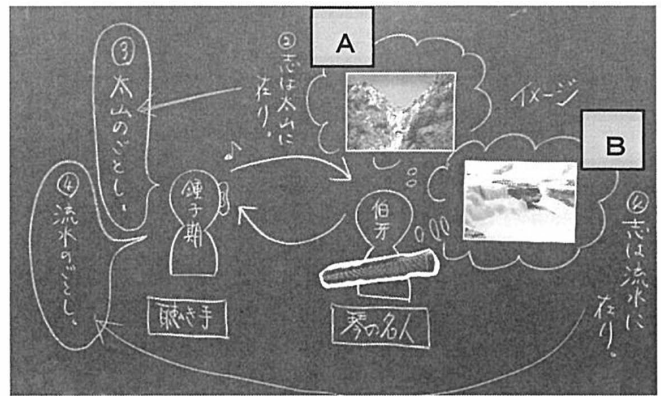 A
② 志は太山に
在り。
イメージ
B
③ 太山のごとし。
鍾子期
伯牙
④ 志は流水に
在り。
④ 流水のごとし。
聴き手
琴の名人